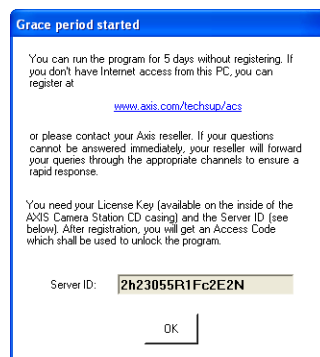 Grace period started
You can run the program for 5 days without registering. If
you don't have Internet access from this PC, you can
register at
www.axis.com/techsup/acs
or please contact your Axis reseller. If your questions
cannot be answered immediately, your reseller will forward
your queries through the appropriate channels to ensure a
rapid response.
You need your License Key (available on the inside of the
AXIS Camera Station CD casing) and the Server ID (see
below). After registration, you will get an Access Code
which shall be used to unlock the program.
Server ID: 2h23055R1Fc2E2N
OK